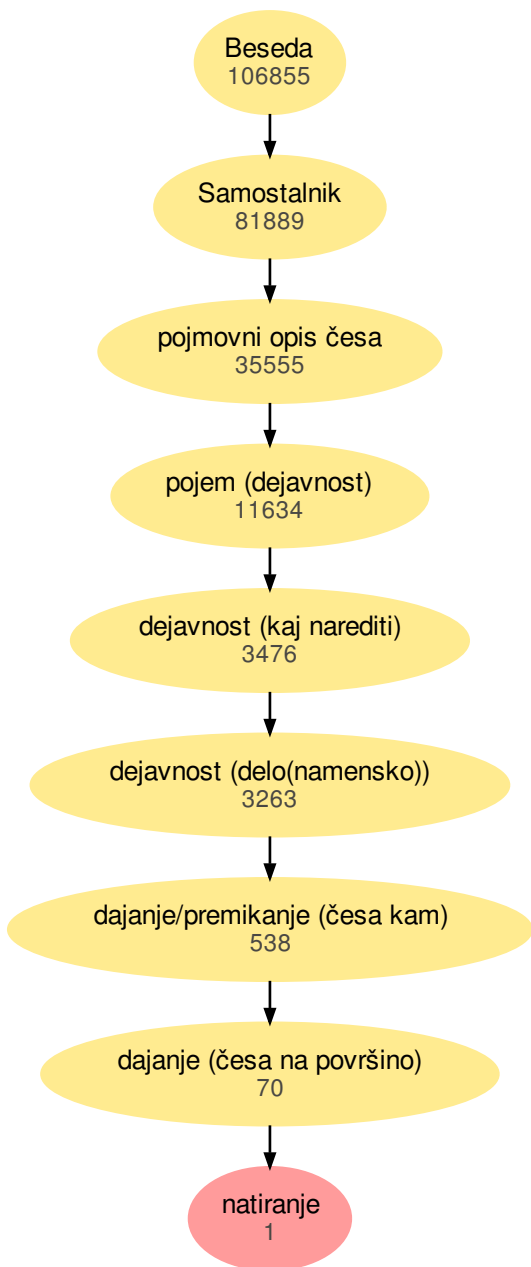 Beseda
106855
Samostalnik
81889
pojmovni opis česa
35555
pojem (dejavnost)
11634
dejavnost (kaj narediti)
3476
dejavnost (delo(namensko))
3263
dajanje/premikanje (česa kam)
538
dajanje (česa na površino)
70
natiranje
1